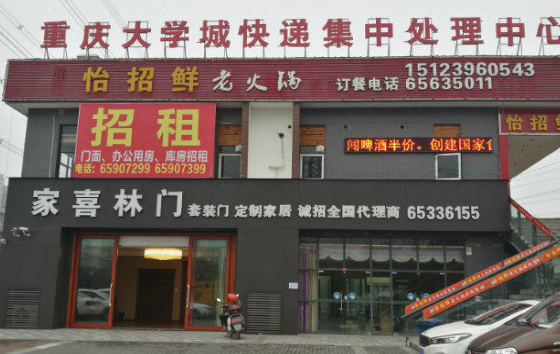 重庆大学城快递集中处理中心
怡招鲜 老火锅 订餐电话 15123960543
65635011
招租
门面、办公用房、库房招租
电话：65907299 65907399
阅啤酒半价。创建国家
怡招鲜
家喜林门 套装门 定制家居 诚招全国代理商 65336155